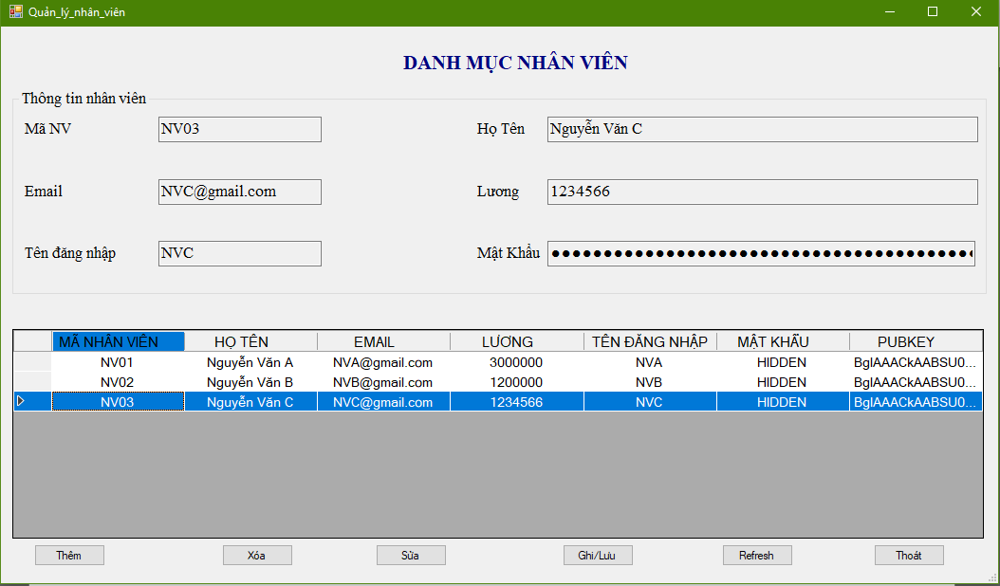 Quản_lý_nhân_viên
DANH MỤC NHÂN VIÊN
Thông tin nhân viên
Mã NV NV03 Họ Tên Nguyễn Văn C
Email NVC@gmail.com Lương 1234566
Tên đăng nhập NVC Mật Khẩu ●●●●●●●●●●●●●●●●●●●●●●●●●●●●●●●●●●●●●●●●
MÃ NHÂN VIÊN HỌ TÊN EMAIL LƯƠNG TÊN ĐĂNG NHẬP MẬT KHẨU PUBKEY
NV01 Nguyễn Văn A NVA@gmail.com 3000000 NVA HIDDEN BgIAAACkAABSU0...
NV02 Nguyễn Văn B NVB@gmail.com 1200000 NVB HIDDEN BgIAAACkAABSU0...
NV03 Nguyễn Văn C NVC@gmail.com 1234566 NVC HIDDEN BgIAAACkAABSU0...
Thêm Xóa Sửa Ghi/Lưu Refresh Thoát